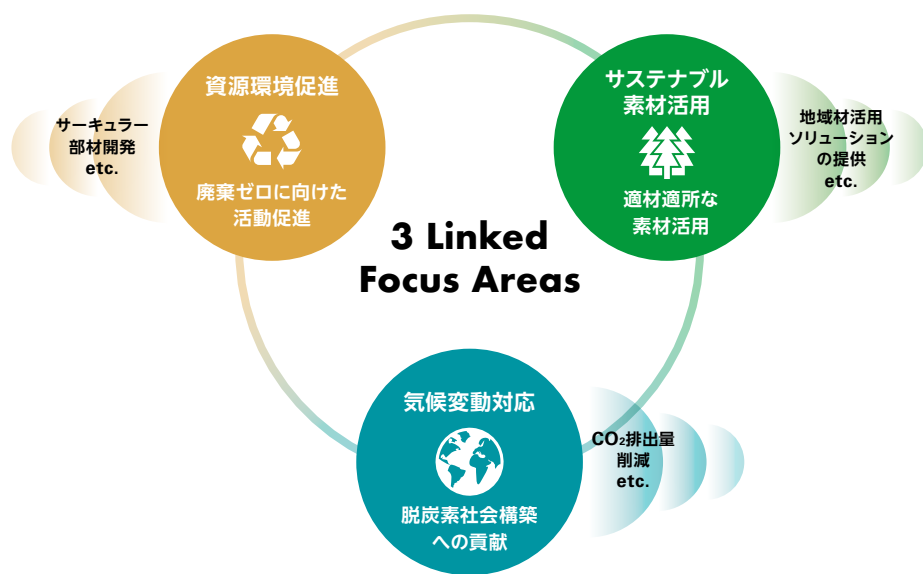 資源環境促進
廃棄ゼロに向けた
活動促進
サーキュラー
部材開発
etc.
サステナブル
素材活用
適材適所な
素材活用
地域材活用
ソリューション
の提供
etc.
3 Linked
Focus Areas
気候変動対応
脱炭素社会構築
への貢献
CO₂排出量
削減
etc.